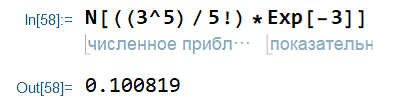 In[58]:= N[((3^5) / 5!) * Exp[-3]]
численное прибл… показательн
Out[58]= 0.100819